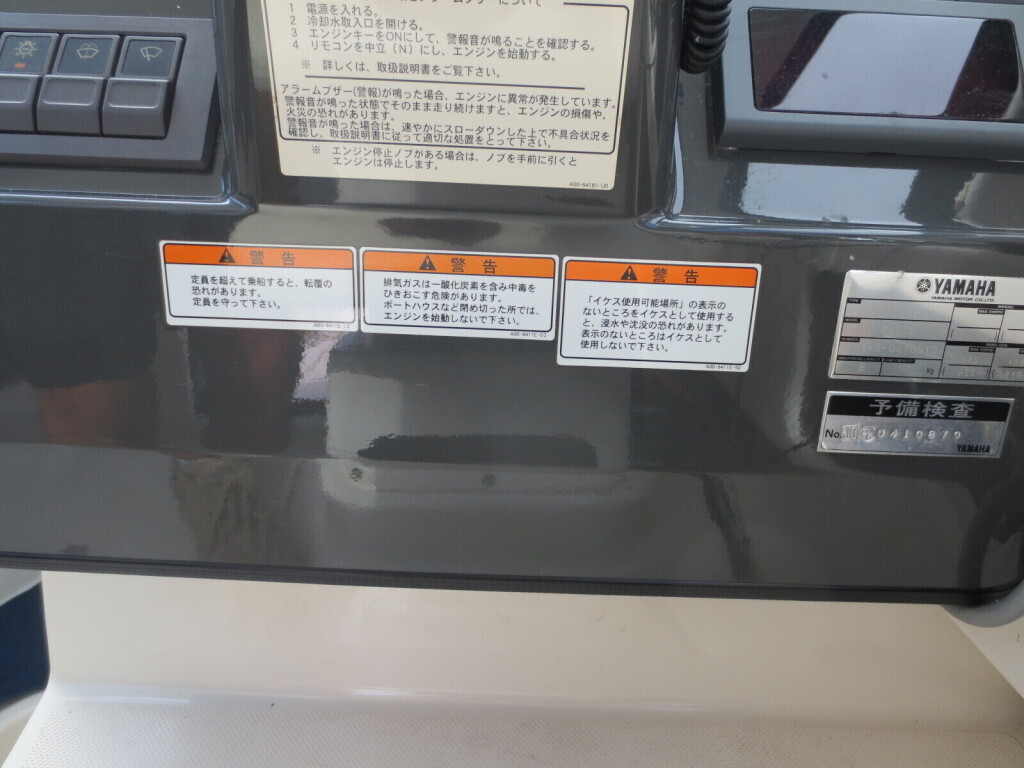 アラームブザーについて
1 電源を入れる。
2 冷却水取入口を開ける。
3 エンジンキーをONにして、警報音が鳴ることを確認する。
4 リモコンを中立（N）にし、エンジンを始動する。
※ 詳しくは、取扱説明書をご覧下さい。
アラームブザー(警報)が鳴った場合、エンジンに異常が発生しています。
警報音が鳴った状態でそのまま走り続けますと、エンジンの損傷や、
火災の恐れがあります。
警報音が鳴った場合は、速やかにスローダウンした上で不具合状況を
確認し、取扱説明書に従って適切な処置をとって下さい。
※ エンジン停止ノブがある場合は、ノブを手前に引くと
エンジンは停止します。
警告
定員を超えて乗船すると、転覆の
恐れがあります。
定員を守って下さい。
警告
排気ガスは一酸化炭素を含み中毒を
ひきおこす危険があります。
ボートハウスなど閉め切った所では、
エンジンを始動しないで下さい。
警告
「イケス使用可能場所」の表示の
ないところをイケスとして使用する
と、浸水や沈没の恐れがあります。
表示のないところはイケスとして
使用しないで下さい。
YAMAHA
YAMAHA MOTOR CO.,LTD.
予備検査
No.
0410879
YAMAHA